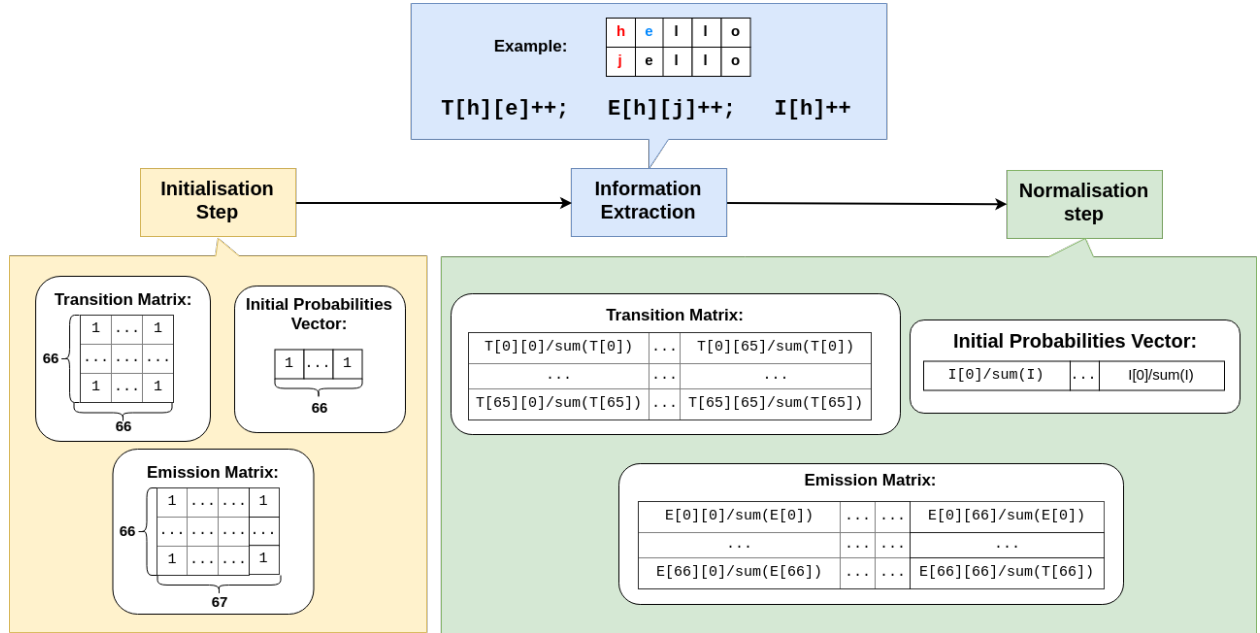 Example:
h e l l o
j e l l o
T[h][e]++; E[h][j]++; I[h]++
Initialisation
Step
Information
Extraction
Normalisation
step
Transition Matrix:
1 ... 1
66 ... ... ...
1 ... 1
66
Initial Probabilities
Vector:
1 ... 1
66
Emission Matrix:
1 ... ... 1
66 ... ... ... ...
1 ... ... 1
67
Transition Matrix:
T[0][0]/sum(T[0]) ... T[0][65]/sum(T[0])
... ... ...
T[65][0]/sum(T[65]) ... T[65][65]/sum(T[65])
Initial Probabilities Vector:
I[0]/sum(I) ... I[0]/sum(I)
Emission Matrix:
E[0][0]/sum(E[0]) ... ... E[0][66]/sum(E[0])
... ... ... ...
E[66][0]/sum(E[66]) ... ... E[66][66]/sum(T[66])